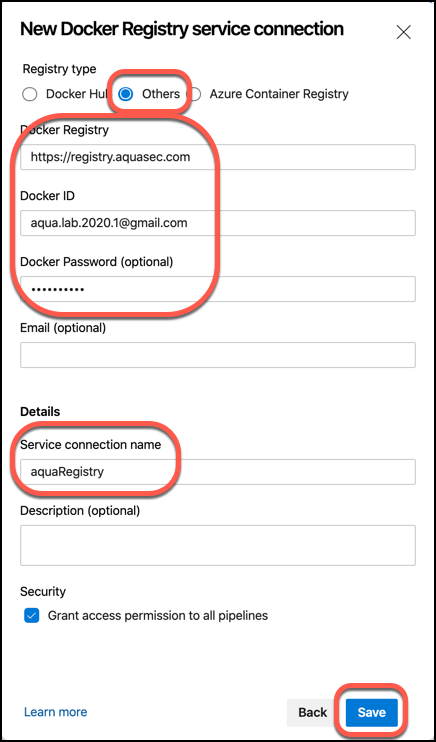 New Docker Registry service connection
Registry type
Docker Hub Others Azure Container Registry
Docker Registry
https://registry.aquasec.com
Docker ID
aqua.lab.2020.1@gmail.com
Docker Password (optional)
••••••••••
Email (optional)
Details
Service connection name
aquaRegistry
Description (optional)
Security
Grant access permission to all pipelines
Learn more Back Save